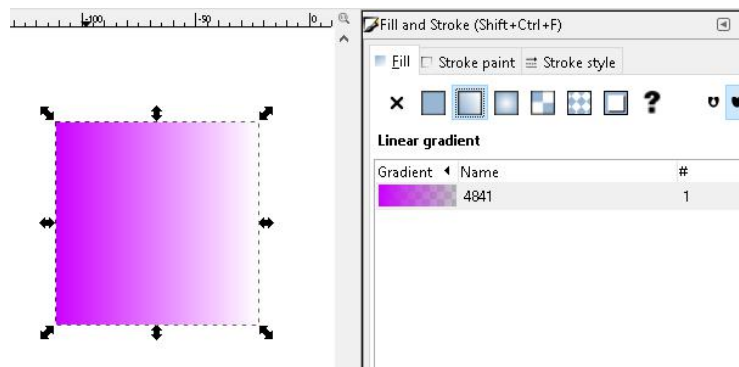 -100 -50 0
Fill and Stroke (Shift+Ctrl+F)
Fill Stroke paint Stroke style
?
Linear gradient
Gradient Name #
4841 1